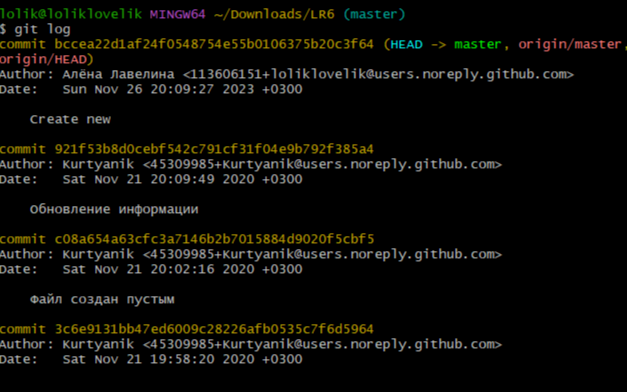 lolik@loliklovelik MINGW64 ~/Downloads/LR6 (master)
$ git log
commit bccea22d1af24f0548754e55b0106375b20c3f64 (HEAD -> master, origin/master,
origin/HEAD)
Author: Алёна Лавелина <113606151+loliklovelik@users.noreply.github.com>
Date:   Sun Nov 26 20:09:27 2023 +0300
Create new
commit 921f53b8d0cebf542c791cf31f04e9b792f385a4
Author: Kurtyanik <45309985+Kurtyanik@users.noreply.github.com>
Date:   Sat Nov 21 20:09:49 2020 +0300
Обновление информации
commit c08a654a63cfc3a7146b2b7015884d9020f5cbf5
Author: Kurtyanik <45309985+Kurtyanik@users.noreply.github.com>
Date:   Sat Nov 21 20:02:16 2020 +0300
Файл создан пустым
commit 3c6e9131bb47ed6009c28226afb0535c7f6d5964
Author: Kurtyanik <45309985+Kurtyanik@users.noreply.github.com>
Date:   Sat Nov 21 19:58:20 2020 +0300